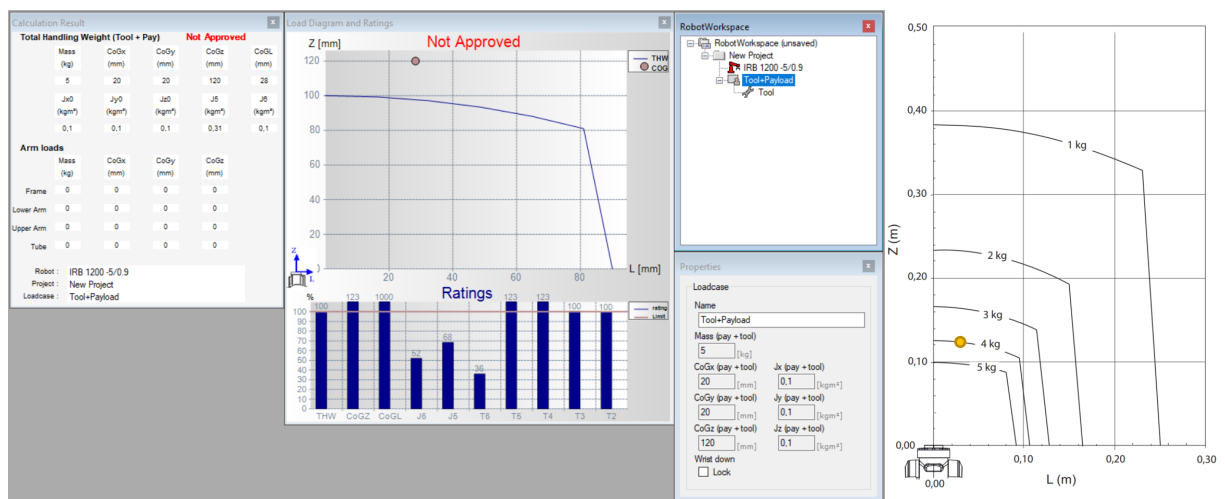 Calculation Result x
Total Handling Weight (Tool + Pay) Not Approved
Mass CoGx CoGy CoGz CoGL
(kg) (mm) (mm) (mm) (mm)
5 20 20 120 28
Jx0 Jy0 Jz0 J5 J6
(kgm²) (kgm²) (kgm²) (kgm²) (kgm²)
0,1 0,1 0,1 0,31 0,1
Arm loads
Mass CoGx CoGy CoGz
(kg) (mm) (mm) (mm)
Frame 0 0 0 0
Lower Arm 0 0 0 0
Upper Arm 0 0 0 0
Tube 0 0 0 0
Robot : IRB 1200 -5/0.9
Project : New Project
Loadcase : Tool+Payload
Load Diagram and Ratings x
Z [mm] Not Approved
THW
COG
120
100
80
60
40
20
Z
L
20 40 60 80 L [mm]
% Ratings
rating
Limit
100 123 1000 52 68 36 123 123 100 100
100
90
80
70
60
50
40
30
20
10
0
THW CoGZ CoGL J6 J5 T6 T5 T4 T3 T2
RobotWorkspace x
RobotWorkspace (unsaved)
New Project
IRB 1200 -5/0.9
Tool+Payload
Tool
Properties x
Loadcase
Name
Tool+Payload
Mass (pay + tool)
5 [kg]
CoGx (pay + tool) Jx (pay + tool)
20 [mm] 0,1 [kgm²]
CoGy (pay + tool) Jy (pay + tool)
20 [mm] 0,1 [kgm²]
CoGz (pay + tool) Jz (pay + tool)
120 [mm] 0,1 [kgm²]
Wrist down
Lock
0,50
0,40
0,30
0,20
0,10
0,00
Z (m)
1 kg
2 kg
3 kg
4 kg
5 kg
0,00 0,10 0,20 0,30
L (m)